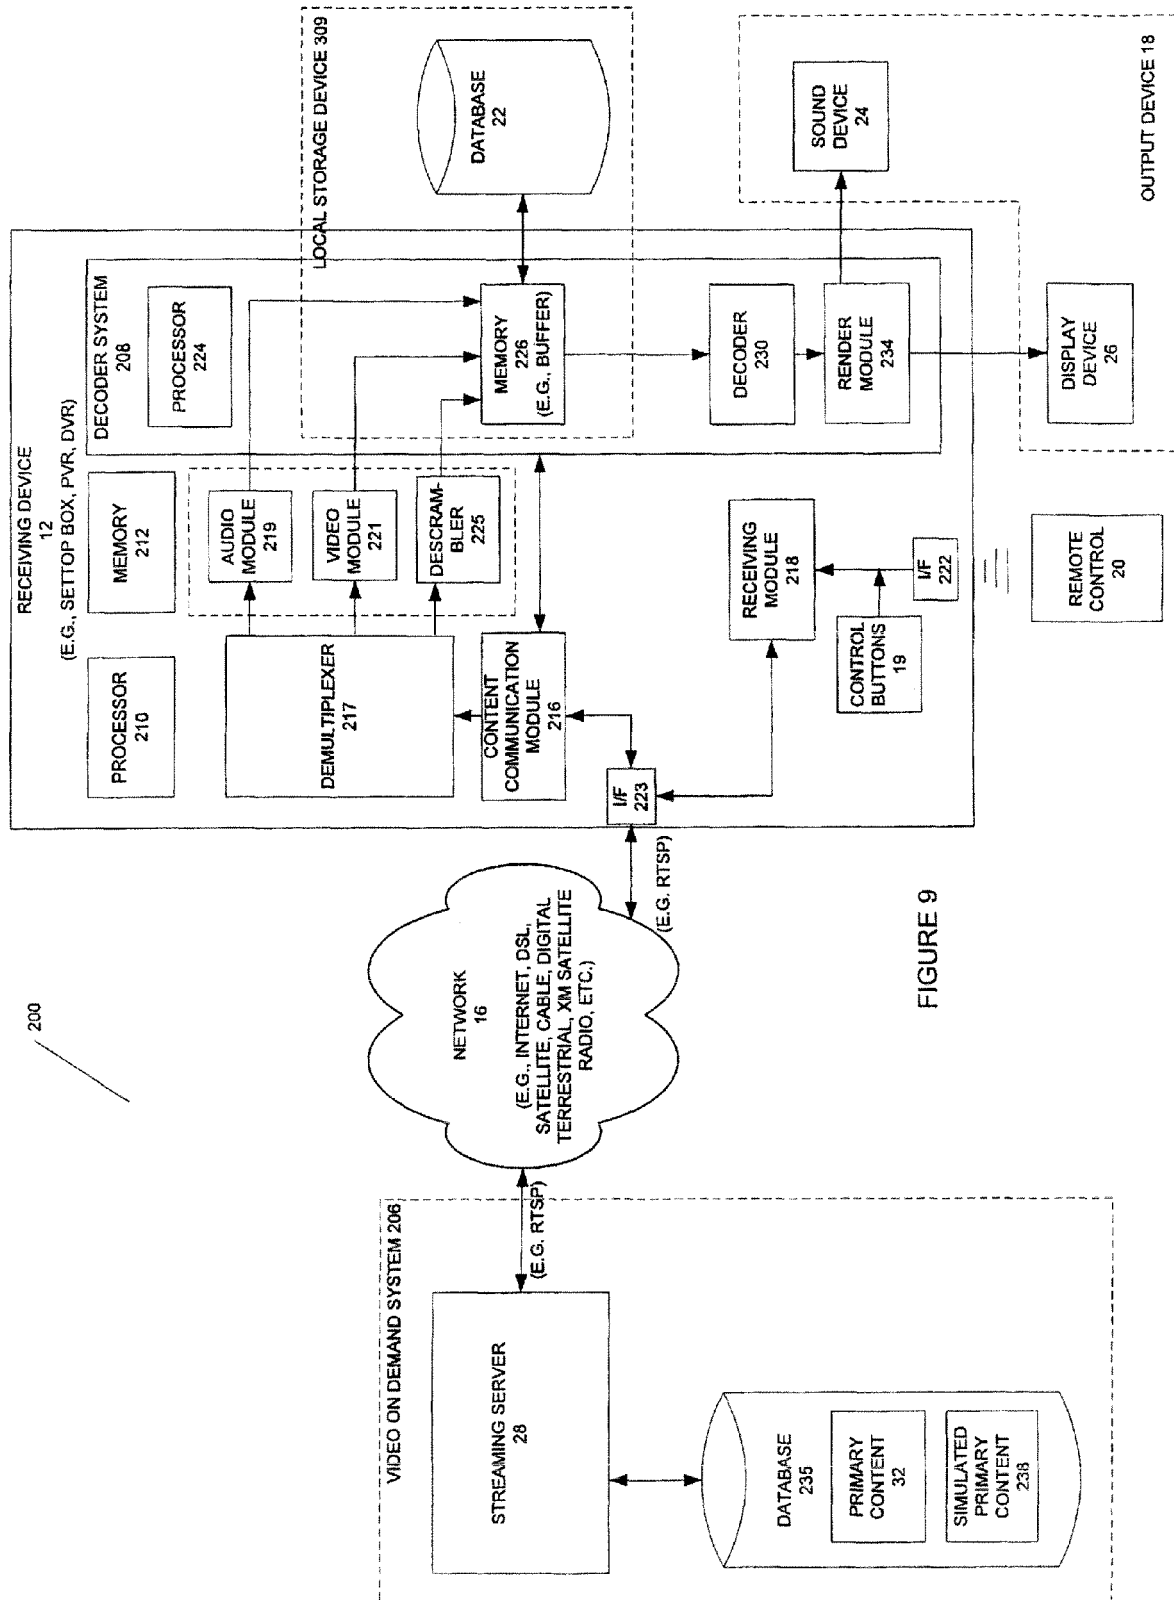 200
VIDEO ON DEMAND SYSTEM 206
STREAMING SERVER
28
DATABASE
235
PRIMARY
CONTENT
32
SIMULATED
PRIMARY
CONTENT
238
(E.G. RTSP)
NETWORK
16
(E.G., INTERNET, DSL,
SATELLITE, CABLE, DIGITAL
TERRESTRIAL, XM SATELLITE
RADIO, ETC.)
(E.G. RTSP)
RECEIVING DEVICE
12
(E.G., SETTOP BOX, PVR, DVR)
PROCESSOR
210
MEMORY
212
DEMULTIPLEXER
217
AUDIO
MODULE
219
VIDEO
MODULE
221
DESCRAM-
BLER
225
CONTENT
COMMUNICATION
MODULE
216
I/F
223
RECEIVING
MODULE
218
CONTROL
BUTTONS
19
I/F
222
REMOTE
CONTROL
20
DECODER SYSTEM
208
PROCESSOR
224
LOCAL STORAGE DEVICE 309
MEMORY
226
(E.G., BUFFER)
DATABASE
22
DECODER
230
RENDER
MODULE
234
SOUND
DEVICE
24
DISPLAY
DEVICE
26
OUTPUT DEVICE 18
FIGURE 9